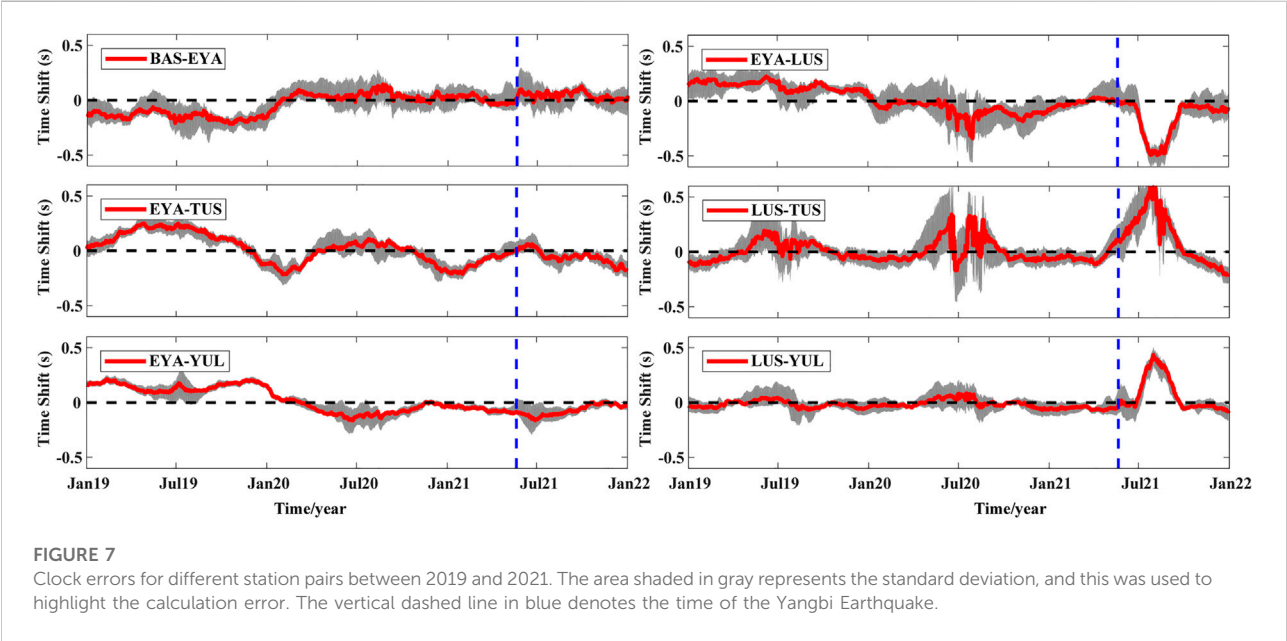 0.5
BAS-EYA
0
-0.5
Time Shift (s)
0.5
EYA-TUS
0
-0.5
Time Shift (s)
0.5
EYA-YUL
0
-0.5
Time Shift (s)
Jan19 Jul19 Jan20 Jul20 Jan21 Jul21 Jan22
Time/year
0.5
EYA-LUS
0
-0.5
Time Shift (s)
0.5
LUS-TUS
0
-0.5
Time Shift (s)
0.5
LUS-YUL
0
-0.5
Time Shift (s)
Jan19 Jul19 Jan20 Jul20 Jan21 Jul21 Jan22
Time/year
FIGURE 7
Clock errors for different station pairs between 2019 and 2021. The area shaded in gray represents the standard deviation, and this was used to
highlight the calculation error. The vertical dashed line in blue denotes the time of the Yangbi Earthquake.